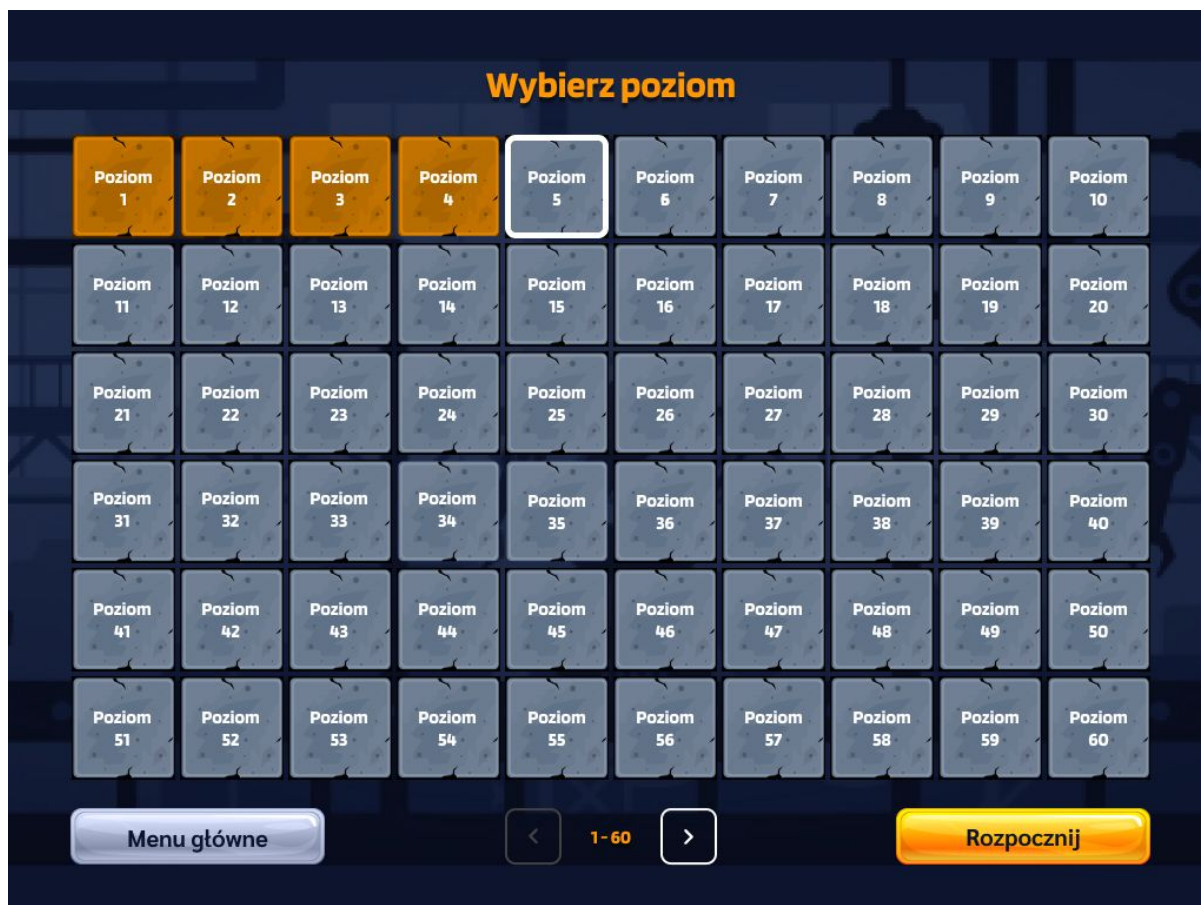 Wybierz poziom
Poziom Poziom Poziom Poziom Poziom Poziom Poziom Poziom Poziom Poziom
1 2 3 4 5 6 7 8 9 10
Poziom Poziom Poziom Poziom Poziom Poziom Poziom Poziom Poziom Poziom
11 12 13 14 15 16 17 18 19 20
Poziom Poziom Poziom Poziom Poziom Poziom Poziom Poziom Poziom Poziom
21 22 23 24 25 26 27 28 29 30
Poziom Poziom Poziom Poziom Poziom Poziom Poziom Poziom Poziom Poziom
31 32 33 34 35 36 37 38 39 40
Poziom Poziom Poziom Poziom Poziom Poziom Poziom Poziom Poziom Poziom
41 42 43 44 45 46 47 48 49 50
Poziom Poziom Poziom Poziom Poziom Poziom Poziom Poziom Poziom Poziom
51 52 53 54 55 56 57 58 59 60
Menu główne < 1-60 > Rozpocznij